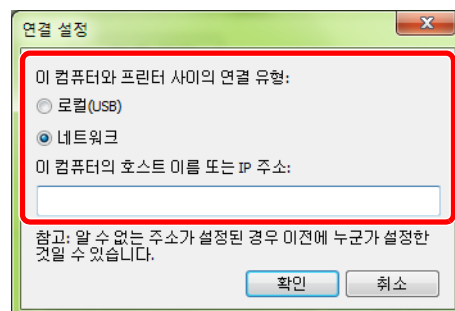 연결 설정
이 컴퓨터와 프린터 사이의 연결 유형:
로컬(USB)
네트워크
이 컴퓨터의 호스트 이름 또는 IP 주소:
참고: 알 수 없는 주소가 설정된 경우 이전에 누군가 설정한
것일 수 있습니다.
확인 취소